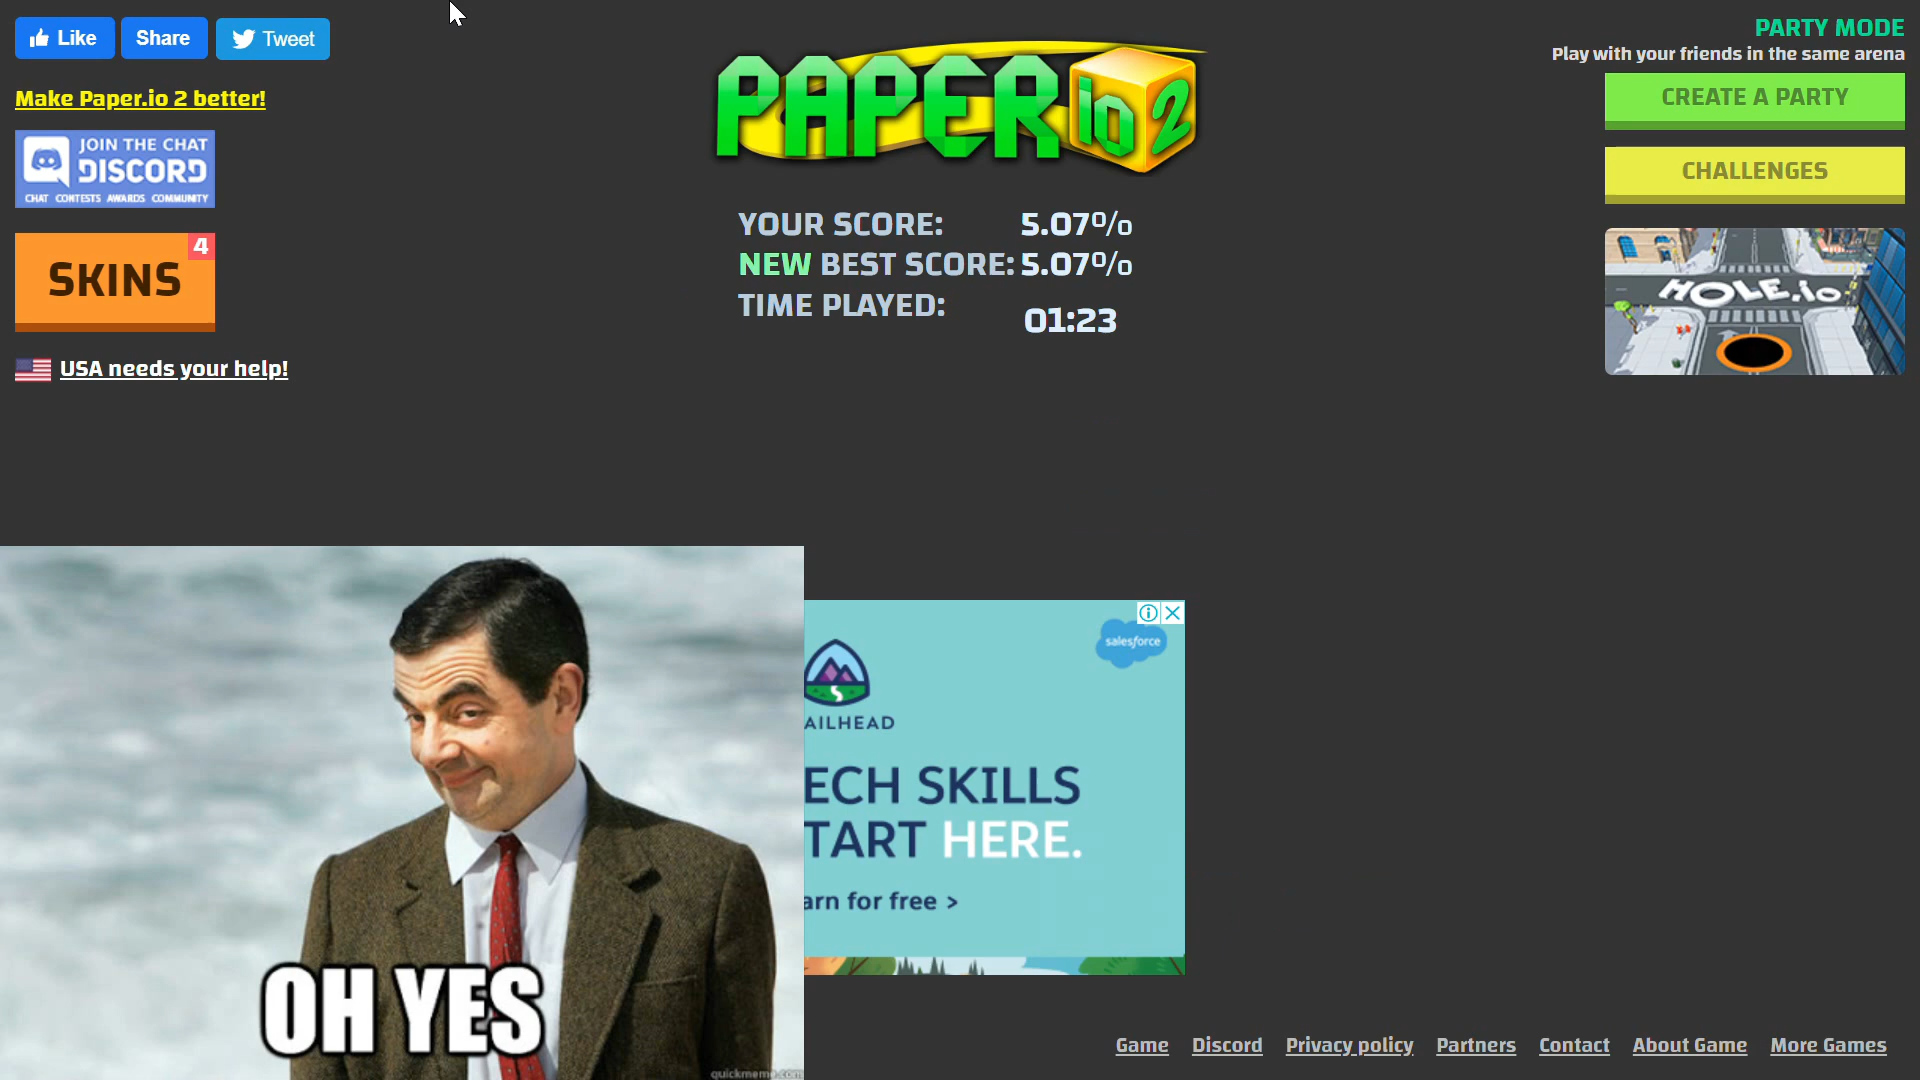 Like
Share
Tweet
Make Paper.io 2 better!
JOIN THE CHAT
DISCORD
CHAT CONTESTS AWARDS COMMUNITY
SKINS
4
USA needs your help!
PAPER io 2
YOUR SCORE: 5.07%
NEW BEST SCORE: 5.07%
TIME PLAYED: 01:23
PARTY MODE
Play with your friends in the same arena
CREATE A PARTY
CHALLENGES
HOLE.io
OH YES
quickmeme.com
salesforce
AILHEAD
ECH SKILLS
TART HERE.
arn for free >
Game Discord Privacy policy Partners Contact About Game More Games